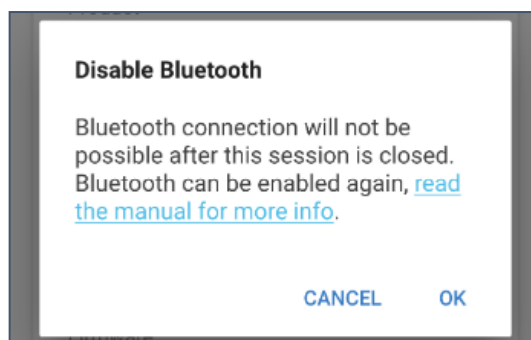 Disable Bluetooth
Bluetooth connection will not be
possible after this session is closed.
Bluetooth can be enabled again, read
the manual for more info.
CANCEL OK